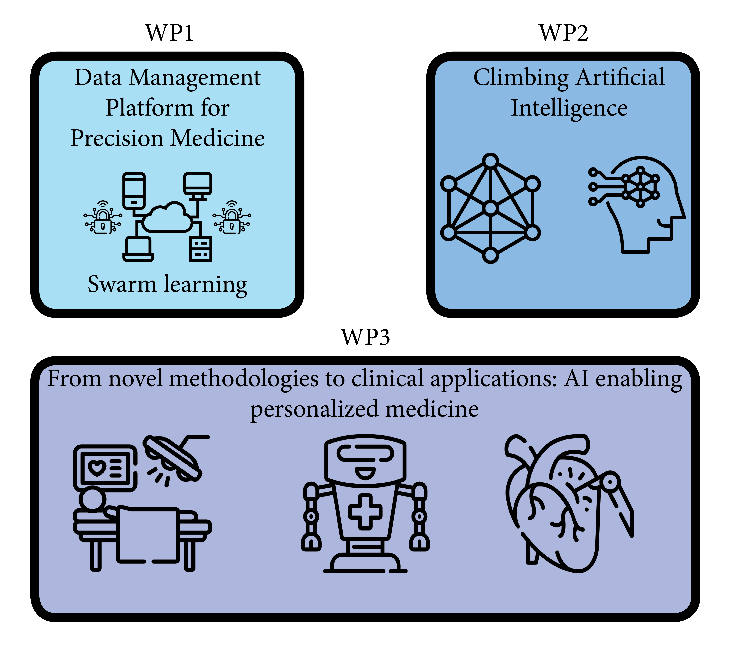 WP1
Data Management
Platform for
Precision Medicine
Swarm learning
WP2
Climbing Artificial
Intelligence
WP3
From novel methodologies to clinical applications: AI enabling
personalized medicine